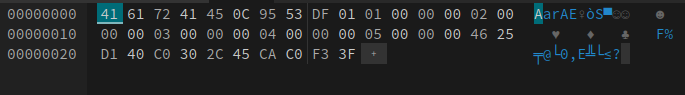 00000000 41 61 72 41 45 0C 95 53 DF 01 01 00 00 00 02 00 AarAE♀òS▀☺☺   ☻
00000010 00 00 03 00 00 00 04 00 00 00 05 00 00 00 46 25   ♥   ♦   ♣   F%
00000020 D1 40 C0 30 2C 45 CA C0 F3 3F + ╤@└0,E╩└≤?